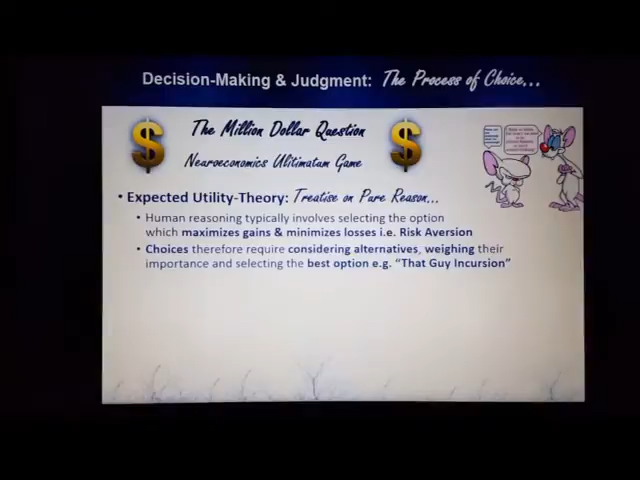 Decision-Making & Judgment: The Process of Choice...
$ The Million Dollar Question $
Neuroeconomics Ulitimatum Game
• Expected Utility-Theory: Treatise on Pure Reason...
• Human reasoning typically involves selecting the option
which maximizes gains & minimizes losses i.e. Risk Aversion
• Choices therefore require considering alternatives, weighing their
importance and selecting the best option e.g. “That Guy Incursion”